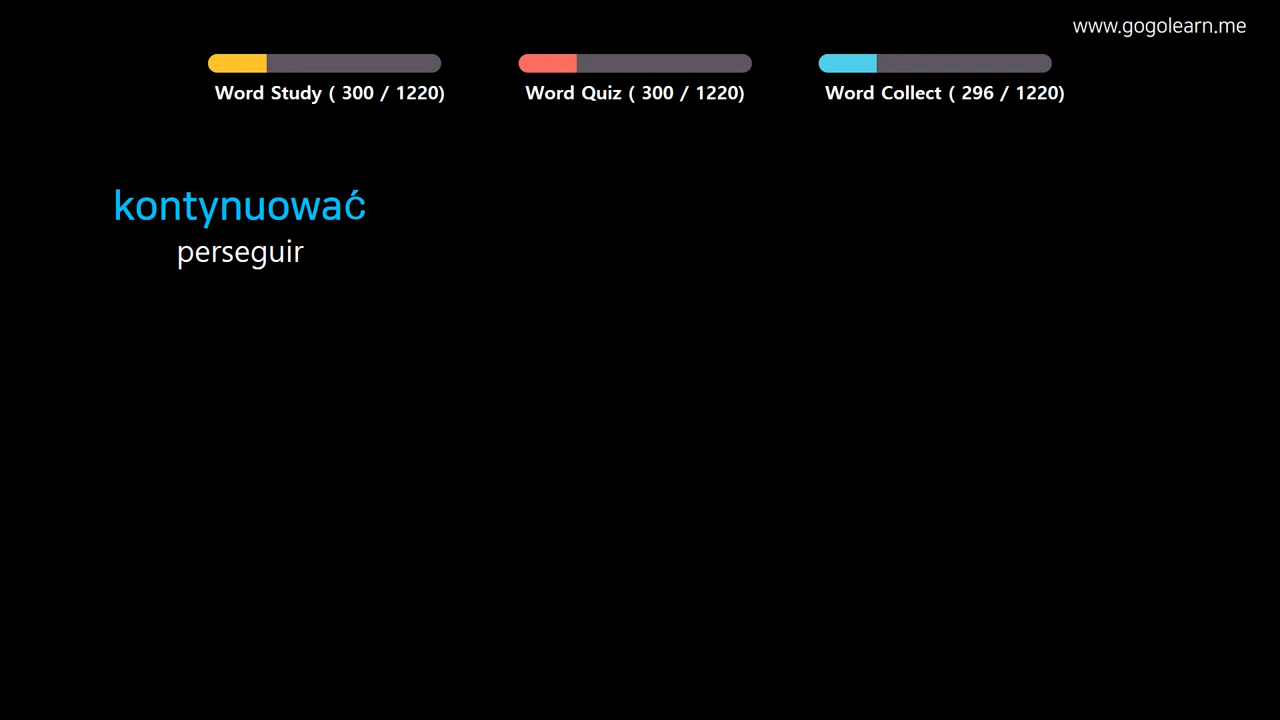 www.gogolearn.me
Word Study ( 300 / 1220)
Word Quiz ( 300 / 1220)
Word Collect ( 296 / 1220)
kontynuować
perseguir